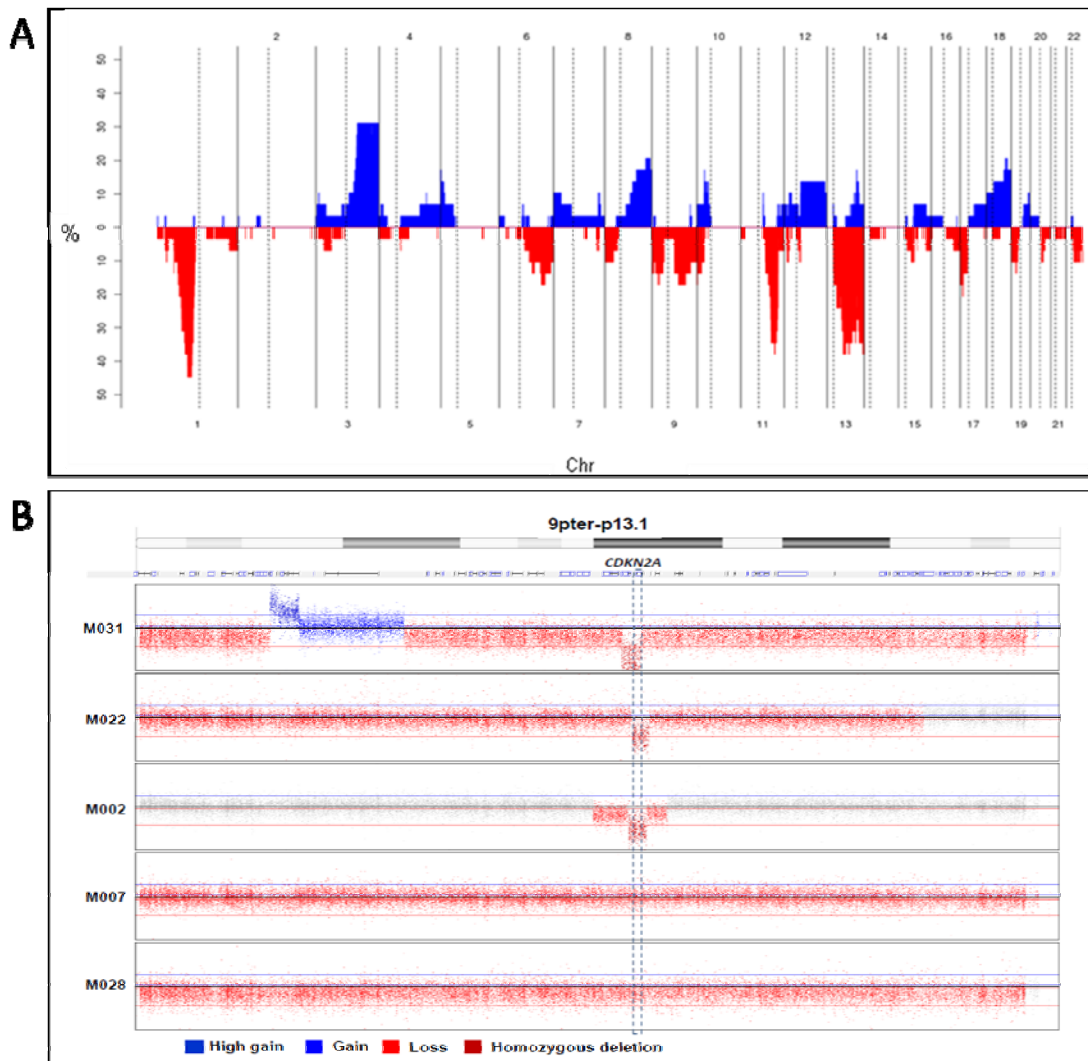 A
2 4 6 8 10 12 14 16 18 20 22
50
40
30
20
10
0
%
10
20
30
40
50
1 3 5 7 9 11 13 15 17 19 21
Chr
B
9pter-p13.1
CDKN2A
M031
M022
M002
M007
M028
High gain Gain Loss Homozygous deletion